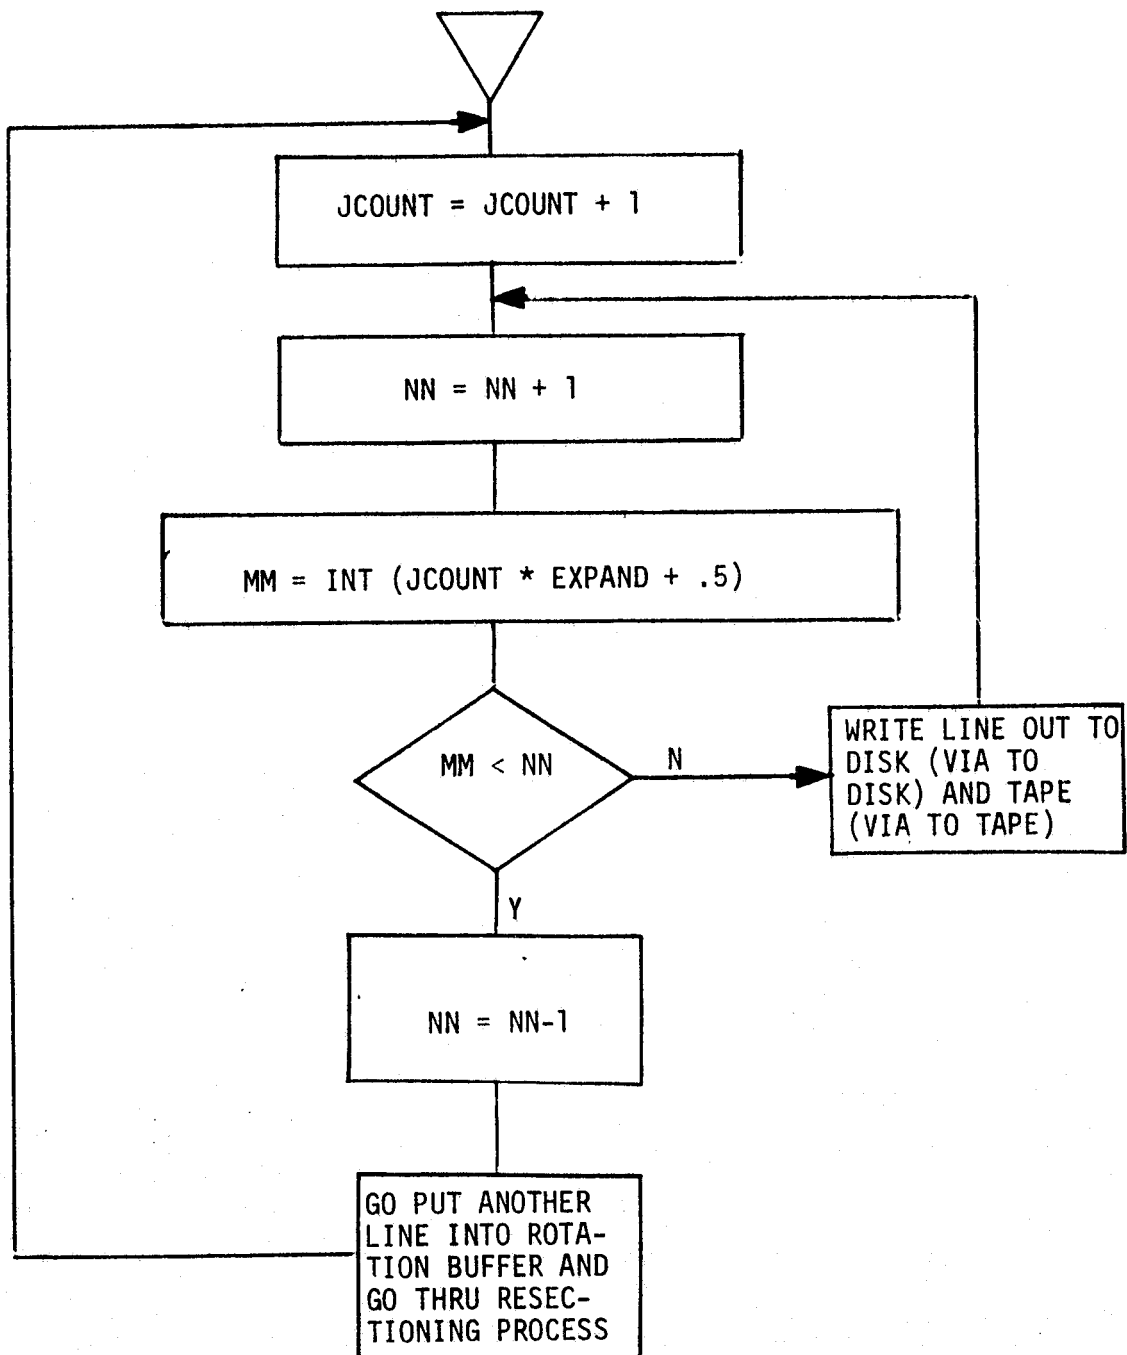 JCOUNT = JCOUNT + 1
NN = NN + 1
MM = INT (JCOUNT * EXPAND + .5)
MM < NN
N
WRITE LINE OUT TO
DISK (VIA TO
DISK) AND TAPE
(VIA TO TAPE)
Y
NN = NN-1
GO PUT ANOTHER
LINE INTO ROTA-
TION BUFFER AND
GO THRU RESEC-
TIONING PROCESS